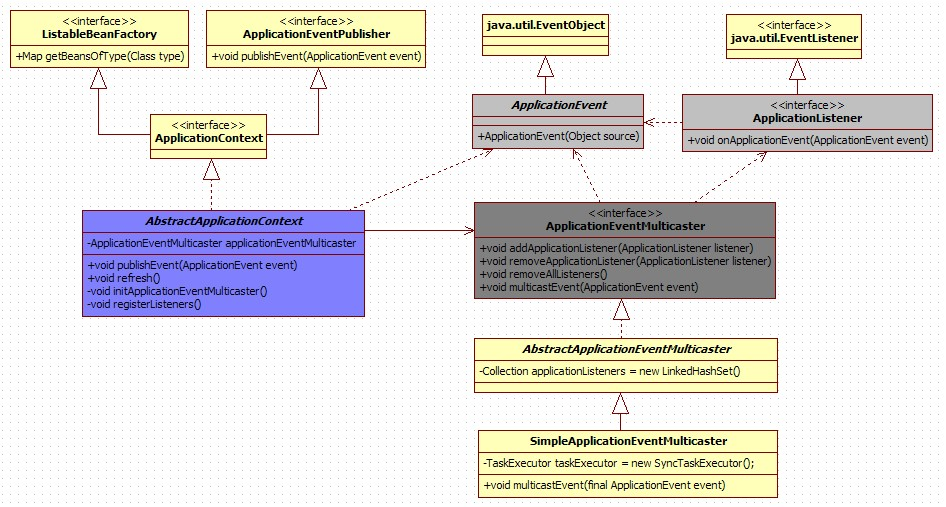 <<interface>>
ListableBeanFactory
+Map getBeansOfType(Class type)
<<interface>>
ApplicationEventPublisher
+void publishEvent(ApplicationEvent event)
java.util.EventObject
<<interface>>
java.util.EventListener
<<interface>>
ApplicationContext
ApplicationEvent
+ApplicationEvent(Object source)
<<interface>>
ApplicationListener
+void onApplicationEvent(ApplicationEvent event)
AbstractApplicationContext
-ApplicationEventMulticaster applicationEventMulticaster
+void publishEvent(ApplicationEvent event)
+void refresh()
-void initApplicationEventMulticaster()
-void registerListeners()
<<interface>>
ApplicationEventMulticaster
+void addApplicationListener(ApplicationListener listener)
+void removeApplicationListener(ApplicationListener listener)
+void removeAllListeners()
+void multicastEvent(ApplicationEvent event)
AbstractApplicationEventMulticaster
-Collection applicationListeners = new LinkedHashSet()
SimpleApplicationEventMulticaster
-TaskExecutor taskExecutor = new SyncTaskExecutor();
+void multicastEvent(final ApplicationEvent event)